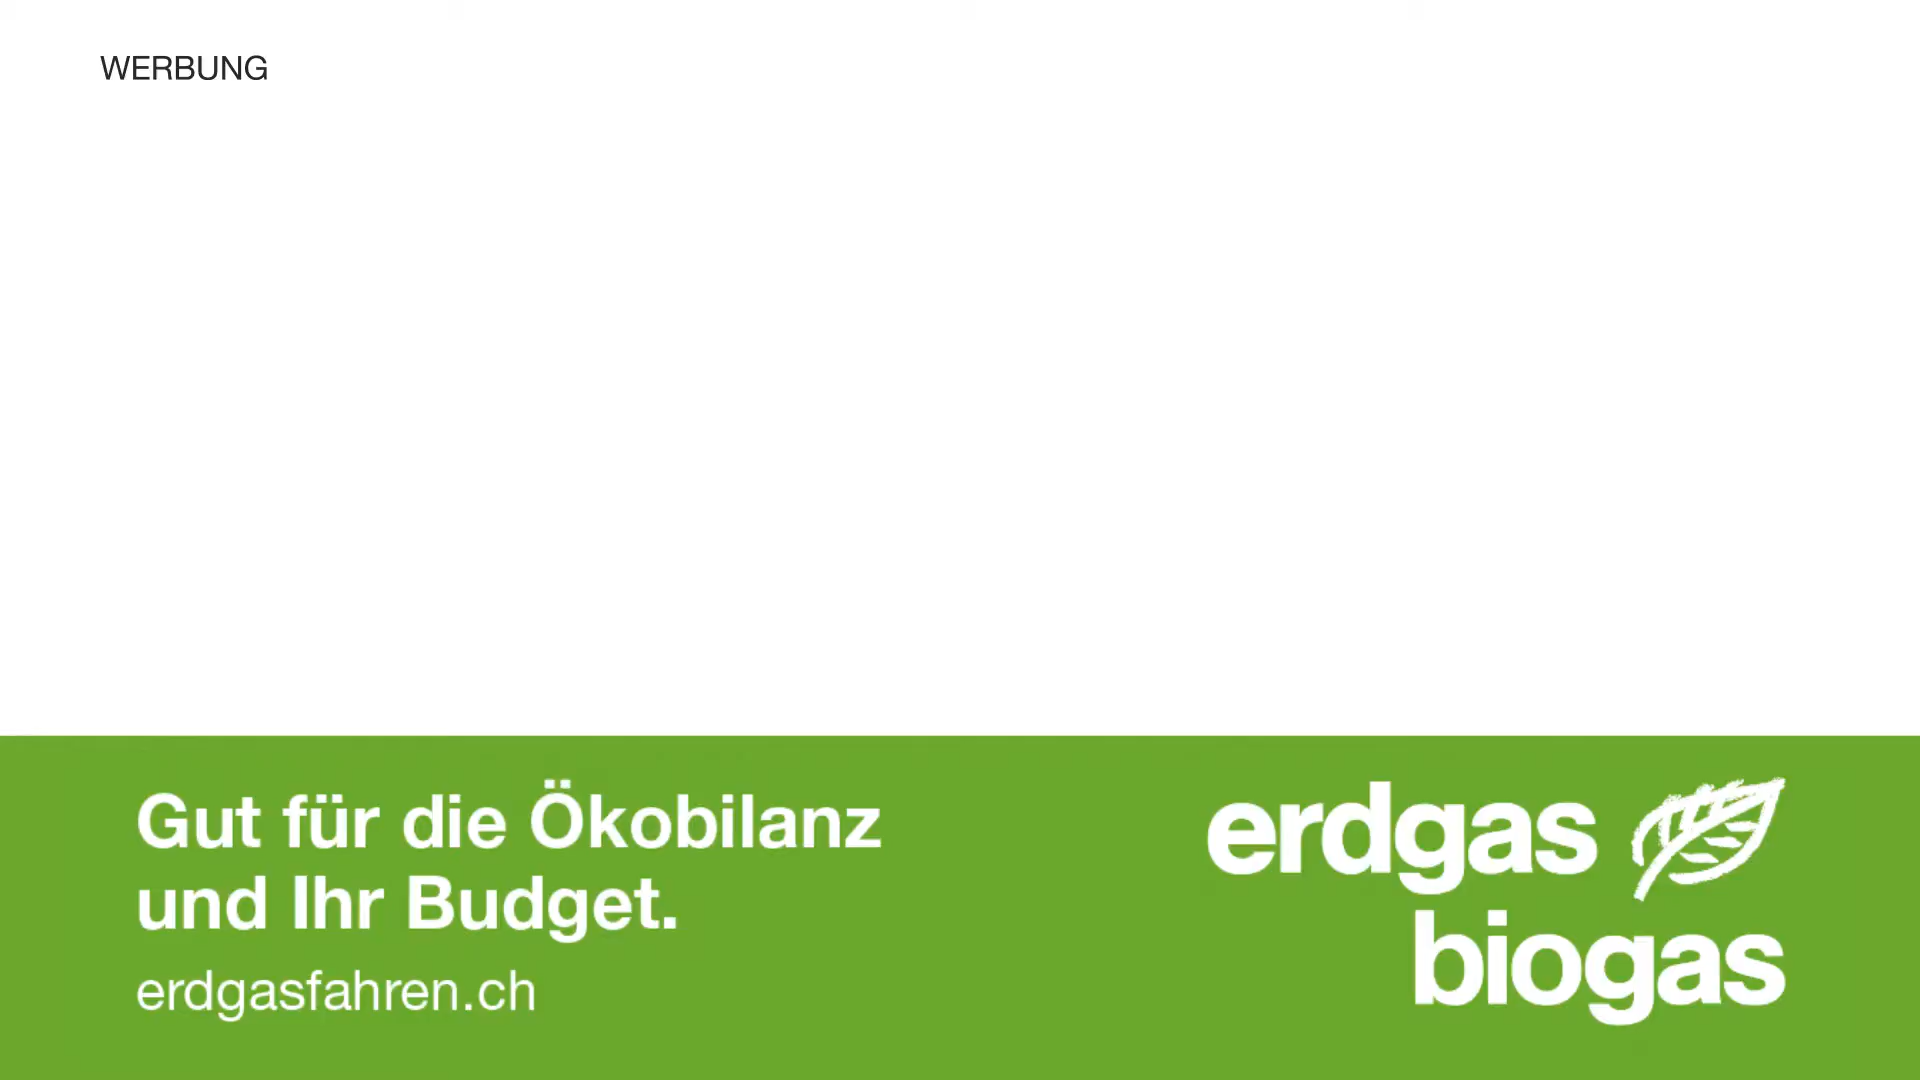 WERBUNG
Gut für die Ökobilanz
und Ihr Budget.
erdgasfahren.ch
erdgas
biogas